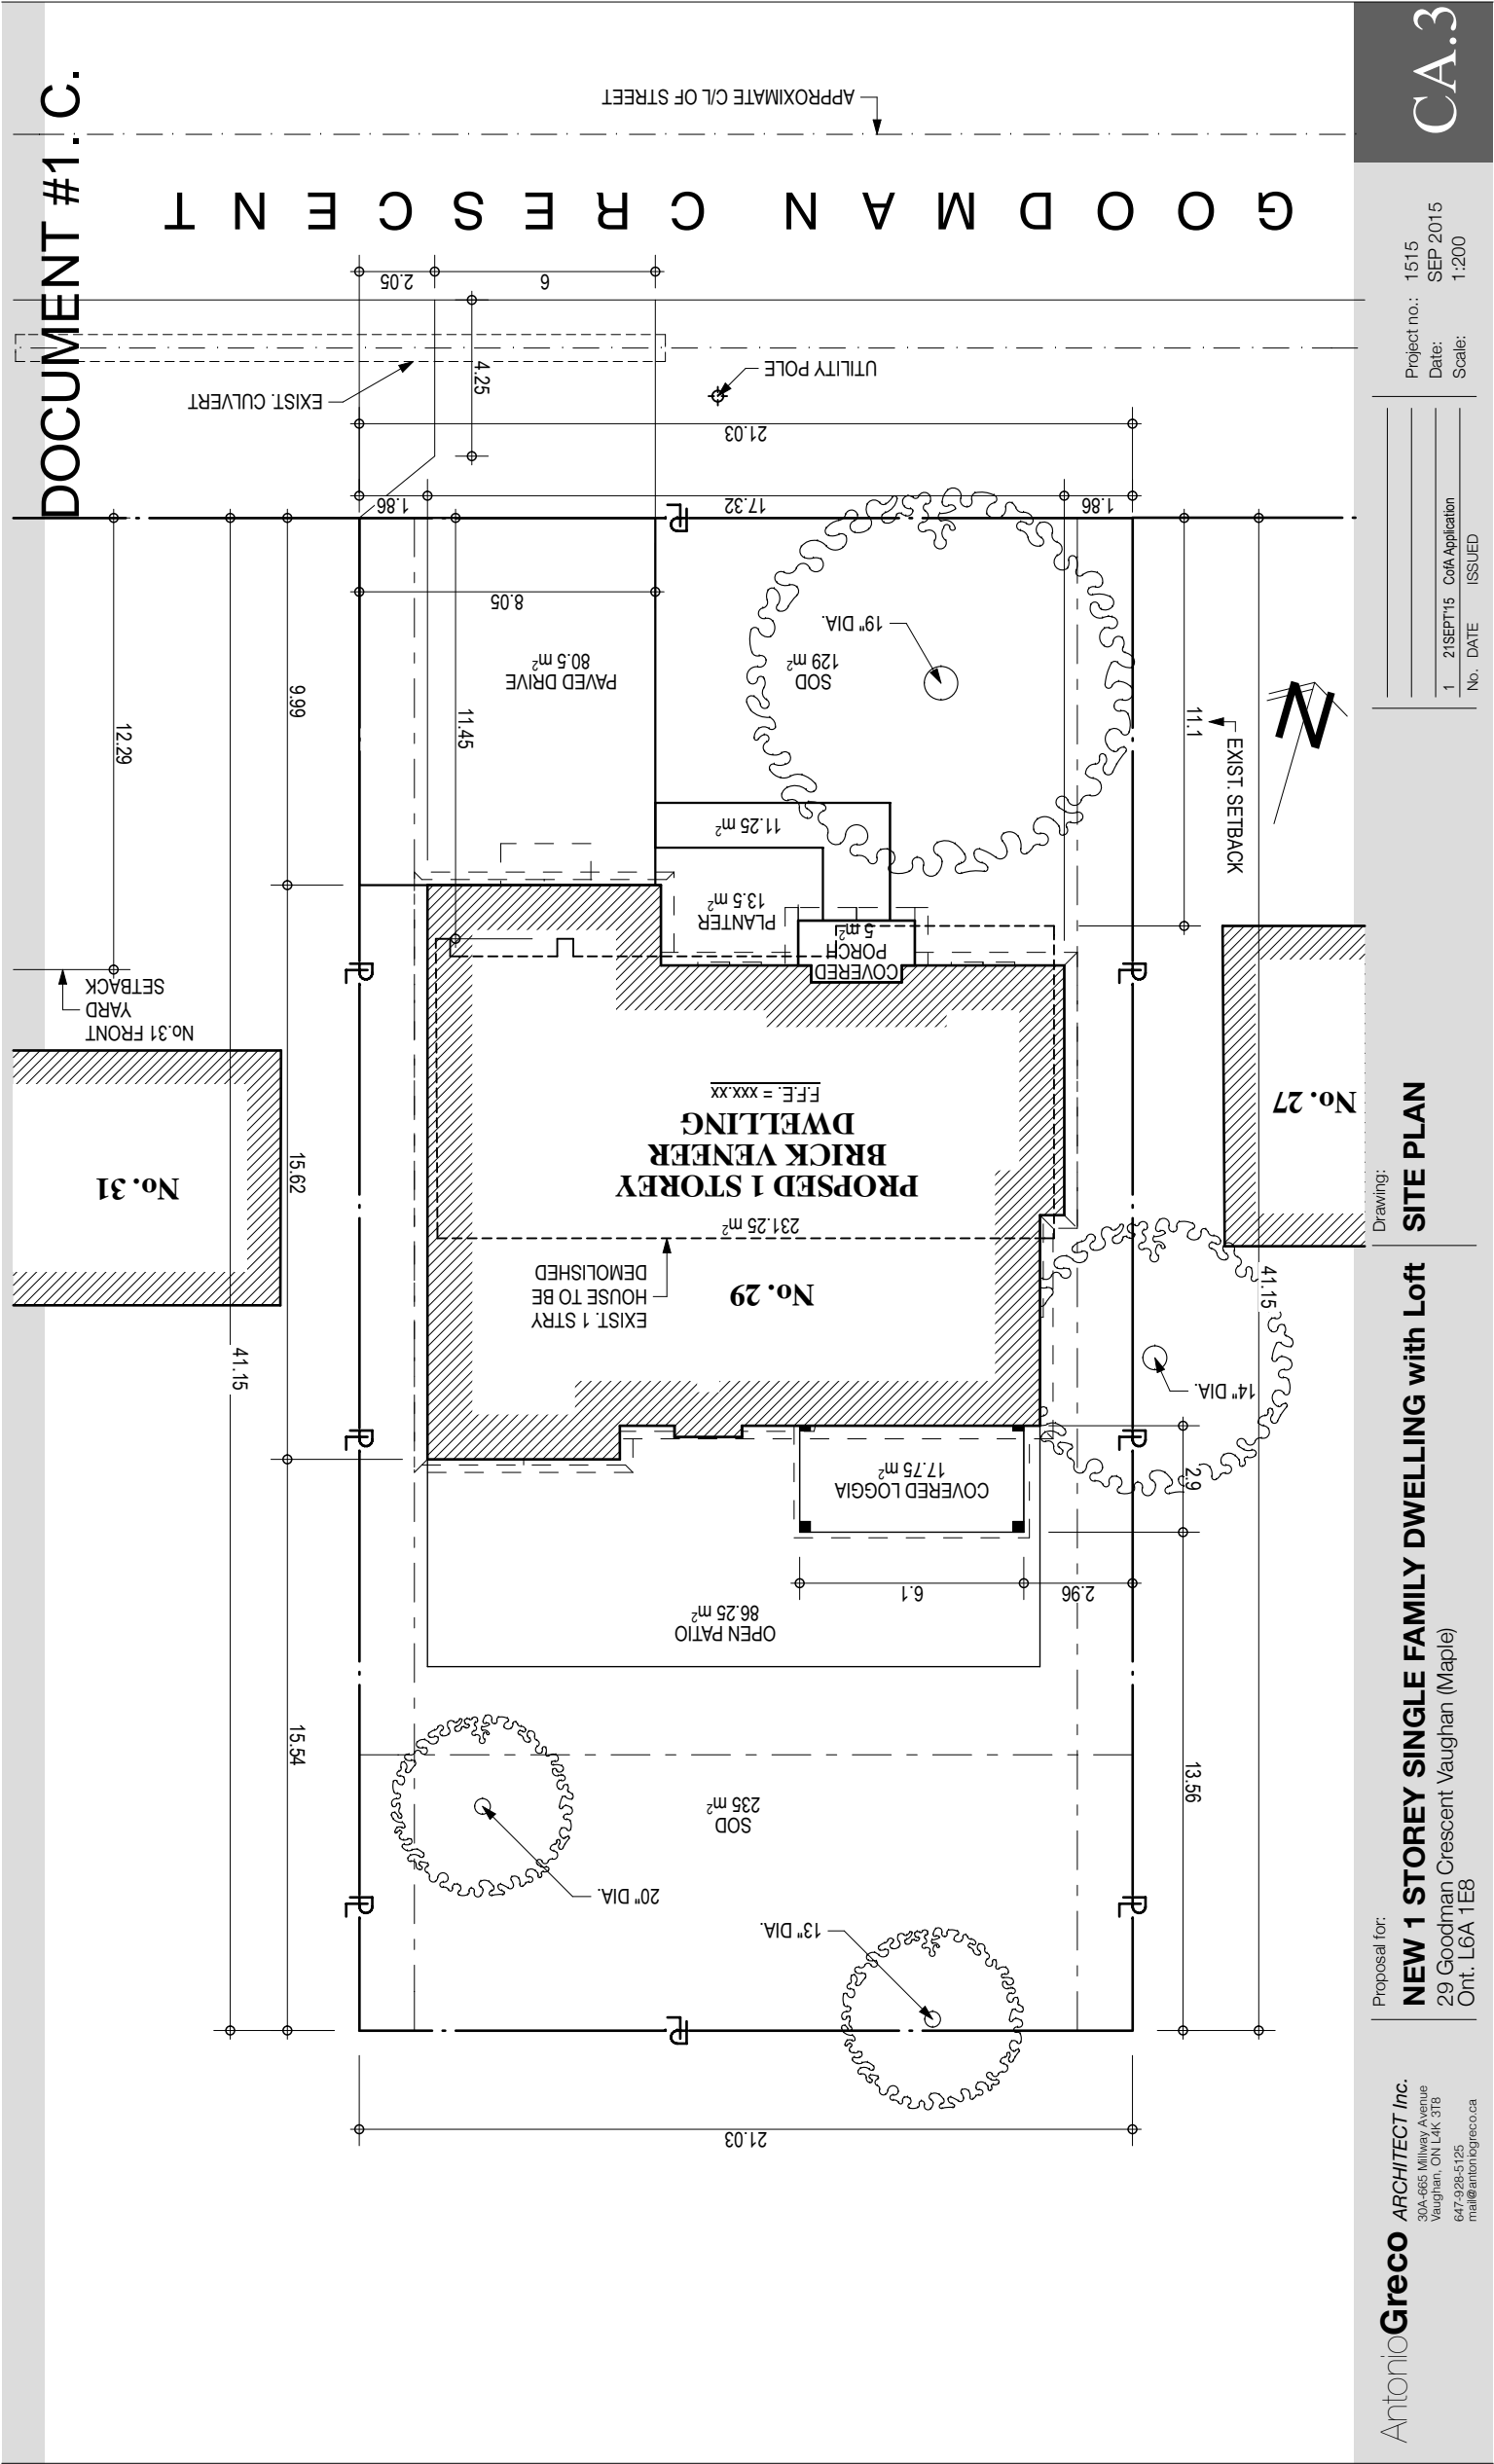 DOCUMENT #1. C.
APPROXIMATE C/L OF STREET
GOODMAN CRESCENT
2.05
6
4.25
EXIST. CULVERT
UTILITY POLE
21.03
1.86
17.32
1.86
PL
8.05
PAVED DRIVE
80.5 m²
11.45
9.99
12.29
SOD
129 m²
19" DIA.
11.1
EXIST. SETBACK
N
11.25 m²
PLANTER
13.5 m²
COVERED
PORCH
5 m²
PL
PL
No.31 FRONT
YARD
SETBACK
No. 31
No. 27
15.62
PROPSED 1 STOREY
BRICK VENEER
DWELLING
F.F.E. = xxx.xx
231.25 m²
No. 29
EXIST. 1 STRY
HOUSE TO BE
DEMOLISHED
41.15
41.15
14" DIA.
PL
PL
2.9
COVERED LOGGIA
17.75 m²
6.1
2.96
OPEN PATIO
86.25 m²
15.54
13.56
SOD
235 m²
20" DIA.
13" DIA.
PL
PL
PL
21.03
AntonioGreco ARCHITECT Inc.
30A-665 Millway Avenue
Vaughan, ON L4K 3T8
647-928-5125
mail@antoniogreco.ca
Proposal for:
NEW 1 STOREY SINGLE FAMILY DWELLING with Loft
29 Goodman Crescent Vaughan (Maple)
Ont. L6A 1E8
Drawing:
SITE PLAN
1 21SEPT'15 CofA Application
No. DATE ISSUED
Project no.: 1515
Date: SEP 2015
Scale: 1:200
CA.3